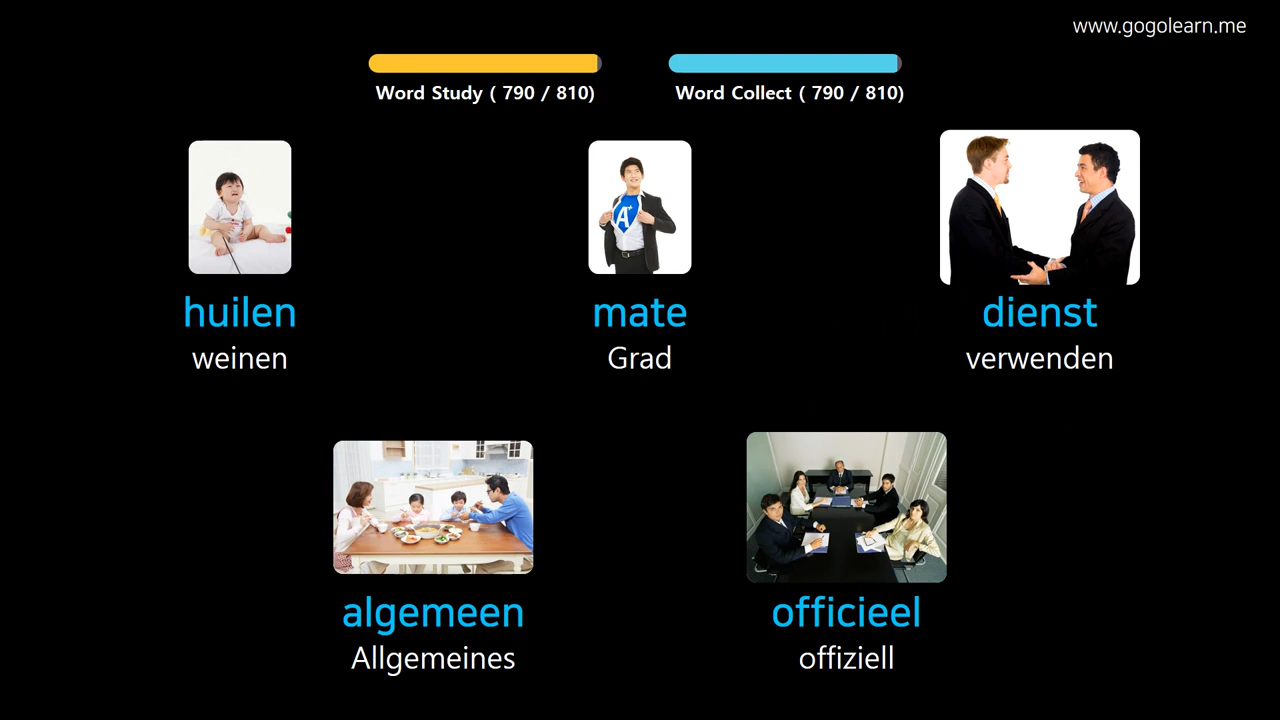 www.gogolearn.me
Word Study ( 790 / 810)
Word Collect ( 790 / 810)
A+
huilen
weinen
mate
Grad
dienst
verwenden
algemeen
Allgemeines
officieel
offiziell